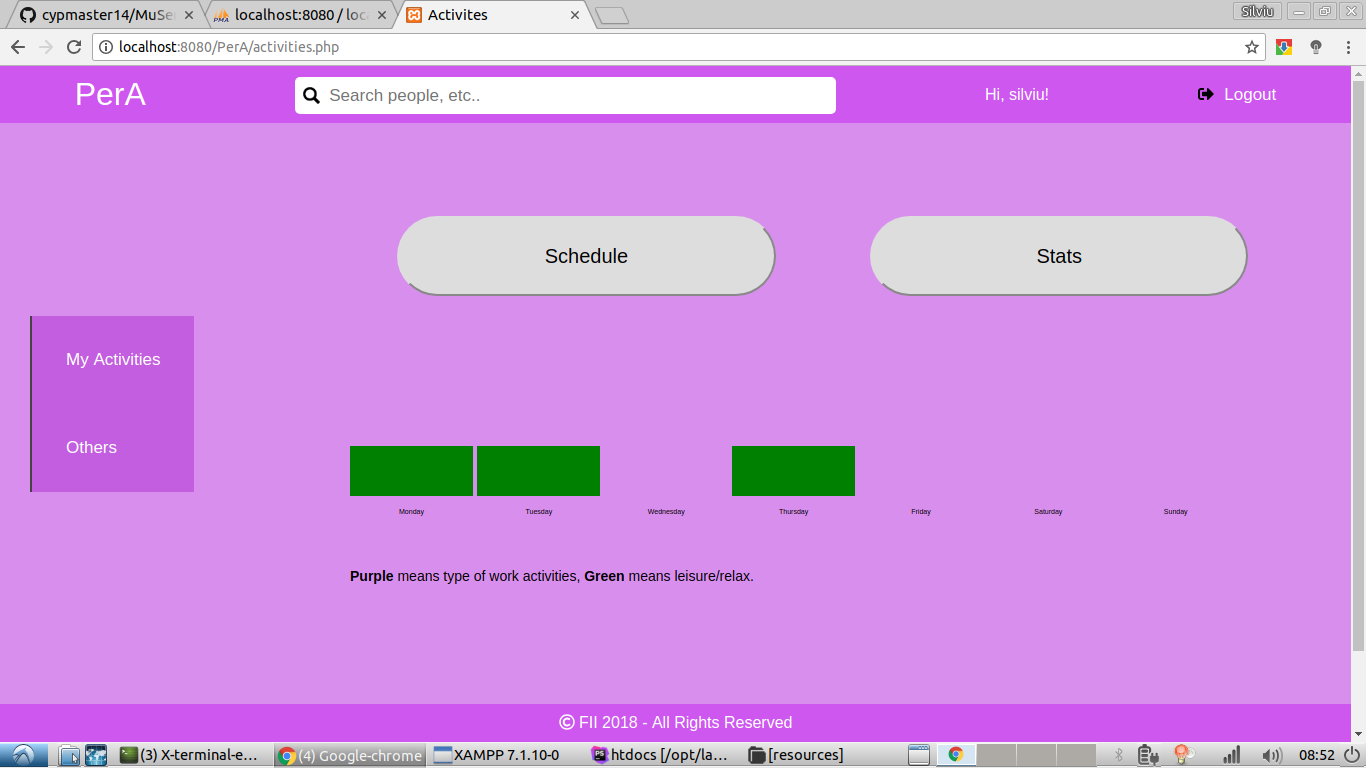 cypmaster14/MuSe
localhost:8080 / loc
Activites
Silviu
localhost:8080/PerA/activities.php
PerA
Search people, etc..
Hi, silviu!
Logout
Schedule
Stats
My Activities
Others
Monday
Tuesday
Wednesday
Thursday
Friday
Saturday
Sunday
Purple means type of work activities, Green means leisure/relax.
© FII 2018 - All Rights Reserved
(3) X-terminal-e...
(4) Google-chrome
XAMPP 7.1.10-0
htdocs [/opt/la...
[resources]
08:52